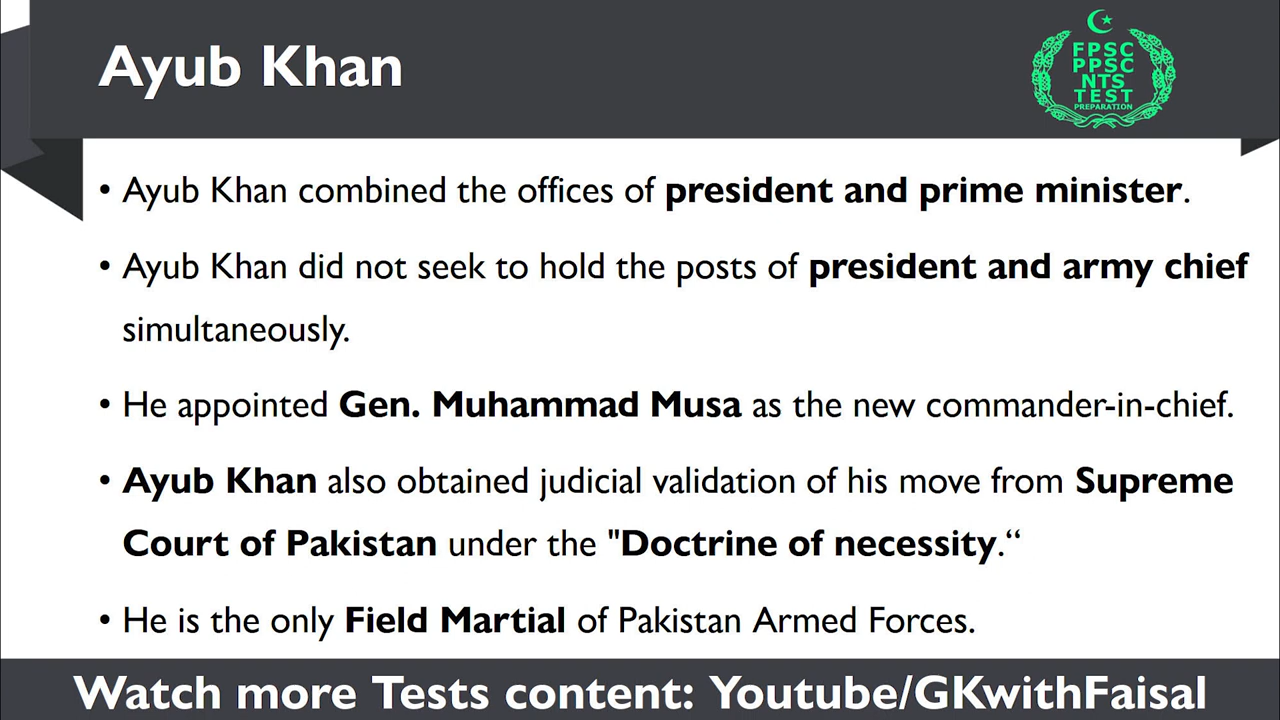 Ayub Khan
FPSC
PPSC
NTS
TEST
PREPARATION
• Ayub Khan combined the offices of president and prime minister.
• Ayub Khan did not seek to hold the posts of president and army chief
simultaneously.
• He appointed Gen. Muhammad Musa as the new commander-in-chief.
• Ayub Khan also obtained judicial validation of his move from Supreme
Court of Pakistan under the "Doctrine of necessity.“
• He is the only Field Martial of Pakistan Armed Forces.
Watch more Tests content: Youtube/GKwithFaisal